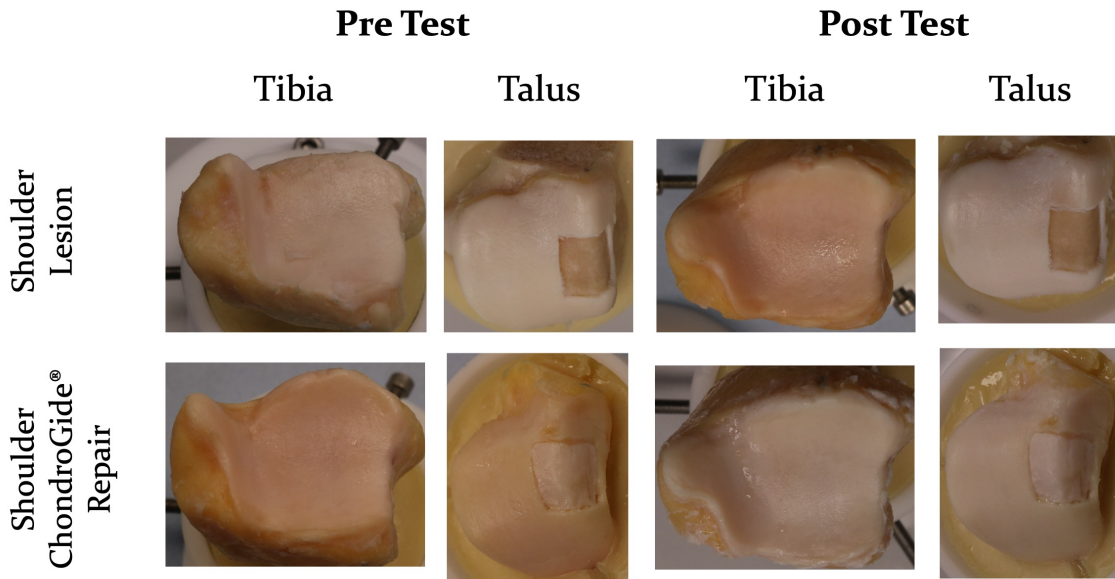 Pre Test
Post Test
Tibia
Talus
Tibia
Talus
Shoulder
Lesion
Shoulder
ChondroGide®
Repair